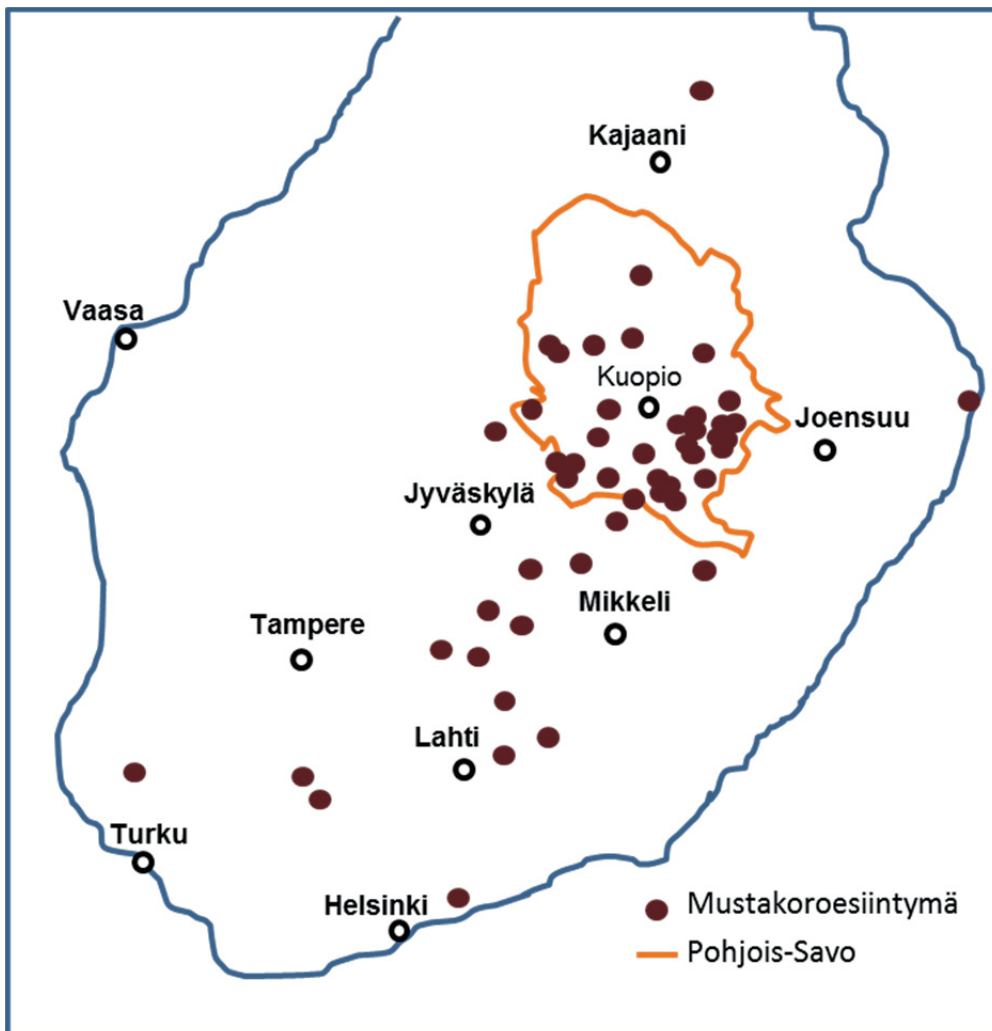 Kajaani
Vaasa
Kuopio
Joensuu
Jyväskylä
Mikkeli
Tampere
Lahti
Turku
Helsinki
Mustakoroesiintymä
Pohjois-Savo